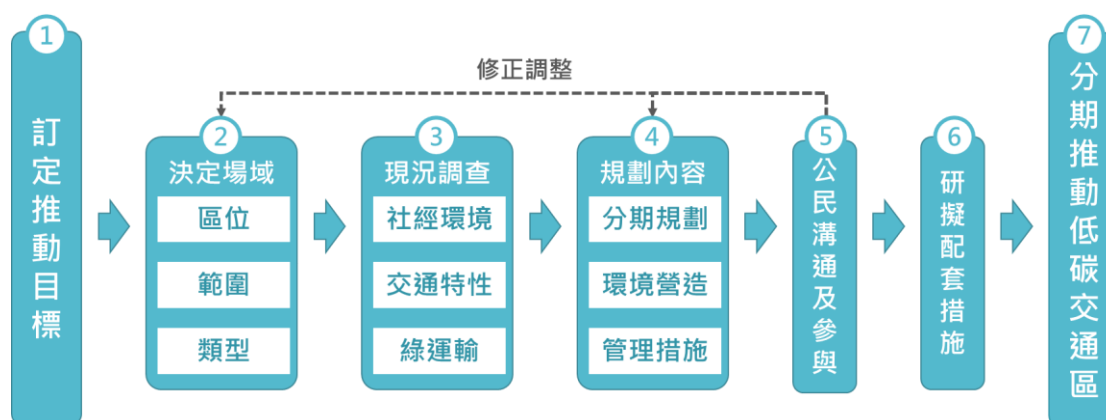 1
訂定推動目標
修正調整
2
決定場域
區位
範圍
類型
3
現況調查
社經環境
交通特性
綠運輸
4
規劃內容
分期規劃
環境營造
管理措施
5
公民溝通及參與
6
研擬配套措施
7
分期推動低碳交通區